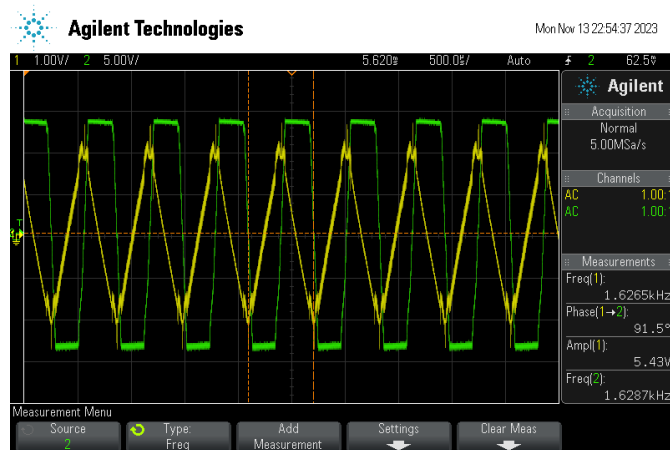 Agilent Technologies
Mon Nov 13 22:54:37 2023
1 1.00V/ 2 5.00V/ 5.620s 500.0s/ Auto 2 62.5V
Agilent
Acquisition
Normal
5.00MSa/s
Channels
AC 1.00:
AC 1.00:
Measurements
Freq(1):
1.6265kHz
Phase(1→2):
91.5°
Ampl(1):
5.43V
Freq(2):
1.6287kHz
Measurement Menu
Source
2
Type:
Freq
Add
Measurement
Settings
Clear Meas